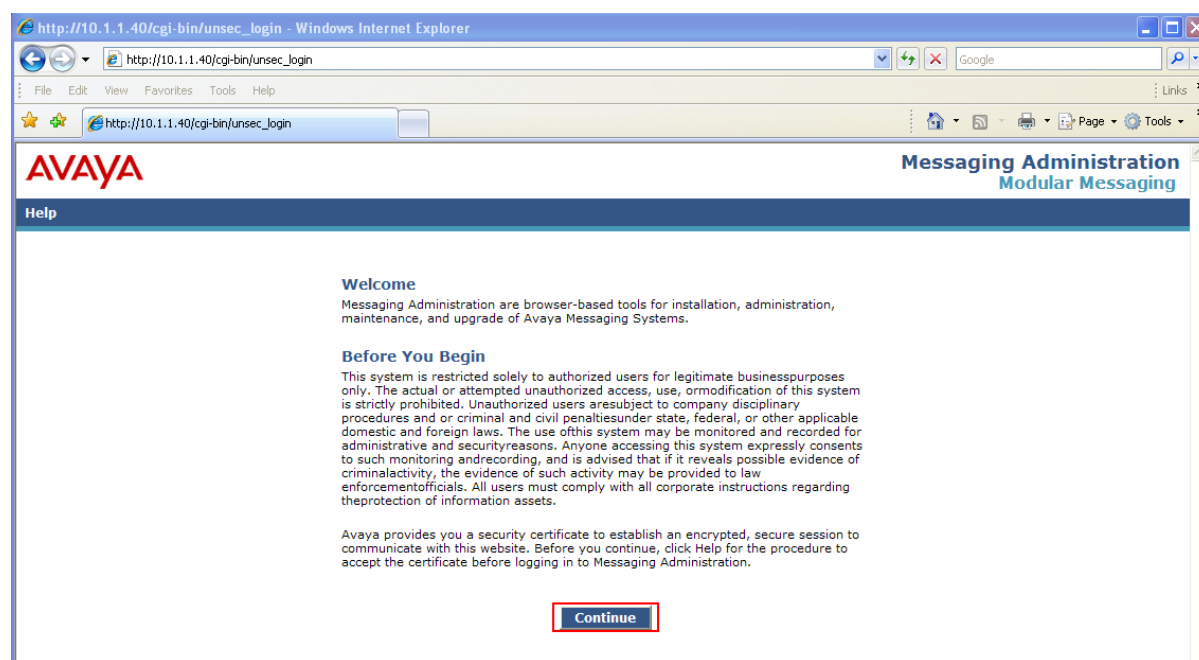 http://10.1.1.40/cgi-bin/unsec_login - Windows Internet Explorer
http://10.1.1.40/cgi-bin/unsec_login
Google
File Edit View Favorites Tools Help
Links
http://10.1.1.40/cgi-bin/unsec_login
Page
Tools
AVAYA
Messaging Administration
Modular Messaging
Help
Welcome
Messaging Administration are browser-based tools for installation, administration,
maintenance, and upgrade of Avaya Messaging Systems.
Before You Begin
This system is restricted solely to authorized users for legitimate businesspurposes
only. The actual or attempted unauthorized access, use, ormodification of this system
is strictly prohibited. Unauthorized users aresubject to company disciplinary
procedures and or criminal and civil penaltiesunder state, federal, or other applicable
domestic and foreign laws. The use ofthis system may be monitored and recorded for
administrative and securityreasons. Anyone accessing this system expressly consents
to such monitoring andrecording, and is advised that if it reveals possible evidence of
criminalactivity, the evidence of such activity may be provided to law
enforcementofficials. All users must comply with all corporate instructions regarding
theprotection of information assets.
Avaya provides you a security certificate to establish an encrypted, secure session to
communicate with this website. Before you continue, click Help for the procedure to
accept the certificate before logging in to Messaging Administration.
Continue